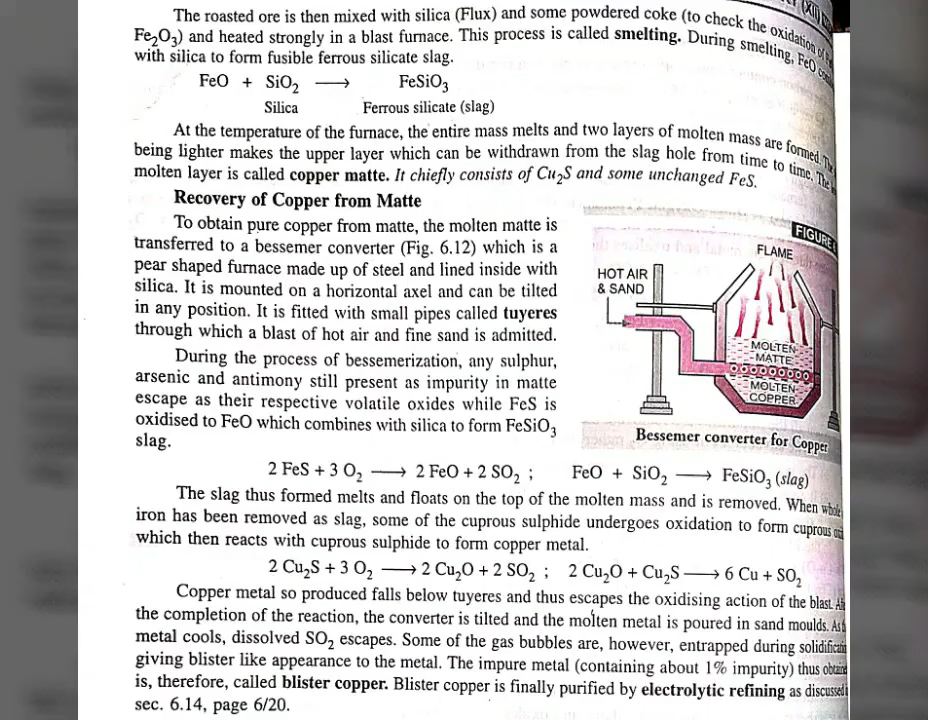 er (XII)
The roasted ore is then mixed with silica (Flux) and some powdered coke (to check the oxidation of
Fe₂O₃) and heated strongly in a blast furnace. This process is called smelting. During smelting, FeO
with silica to form fusible ferrous silicate slag.
FeO + SiO₂ ⟶ FeSiO₃
Silica Ferrous silicate (slag)
At the temperature of the furnace, the entire mass melts and two layers of molten mass are formed. The
being lighter makes the upper layer which can be withdrawn from the slag hole from time to time. The
molten layer is called copper matte. It chiefly consists of Cu₂S and some unchanged FeS.
Recovery of Copper from Matte
To obtain pure copper from matte, the molten matte is
transferred to a bessemer converter (Fig. 6.12) which is a
pear shaped furnace made up of steel and lined inside with
silica. It is mounted on a horizontal axel and can be tilted
in any position. It is fitted with small pipes called tuyeres
through which a blast of hot air and fine sand is admitted.
During the process of bessemerization, any sulphur,
arsenic and antimony still present as impurity in matte
escape as their respective volatile oxides while FeS is
oxidised to FeO which combines with silica to form FeSiO₃
slag.
FIGURE
FLAME
HOT AIR
& SAND
MOLTEN
MATTE
MOLTEN
COPPER
Bessemer converter for Copper
2 FeS + 3 O₂ ⟶ 2 FeO + 2 SO₂ ; FeO + SiO₂ ⟶ FeSiO₃ (slag)
The slag thus formed melts and floats on the top of the molten mass and is removed. When whole
iron has been removed as slag, some of the cuprous sulphide undergoes oxidation to form cuprous
which then reacts with cuprous sulphide to form copper metal.
2 Cu₂S + 3 O₂ ⟶ 2 Cu₂O + 2 SO₂ ; 2 Cu₂O + Cu₂S ⟶ 6 Cu + SO₂
Copper metal so produced falls below tuyeres and thus escapes the oxidising action of the blast.
the completion of the reaction, the converter is tilted and the molten metal is poured in sand moulds. As
metal cools, dissolved SO₂ escapes. Some of the gas bubbles are, however, entrapped during
giving blister like appearance to the metal. The impure metal (containing about 1% impurity) thus
is, therefore, called blister copper. Blister copper is finally purified by electrolytic refining as discussed
sec. 6.14, page 6/20.